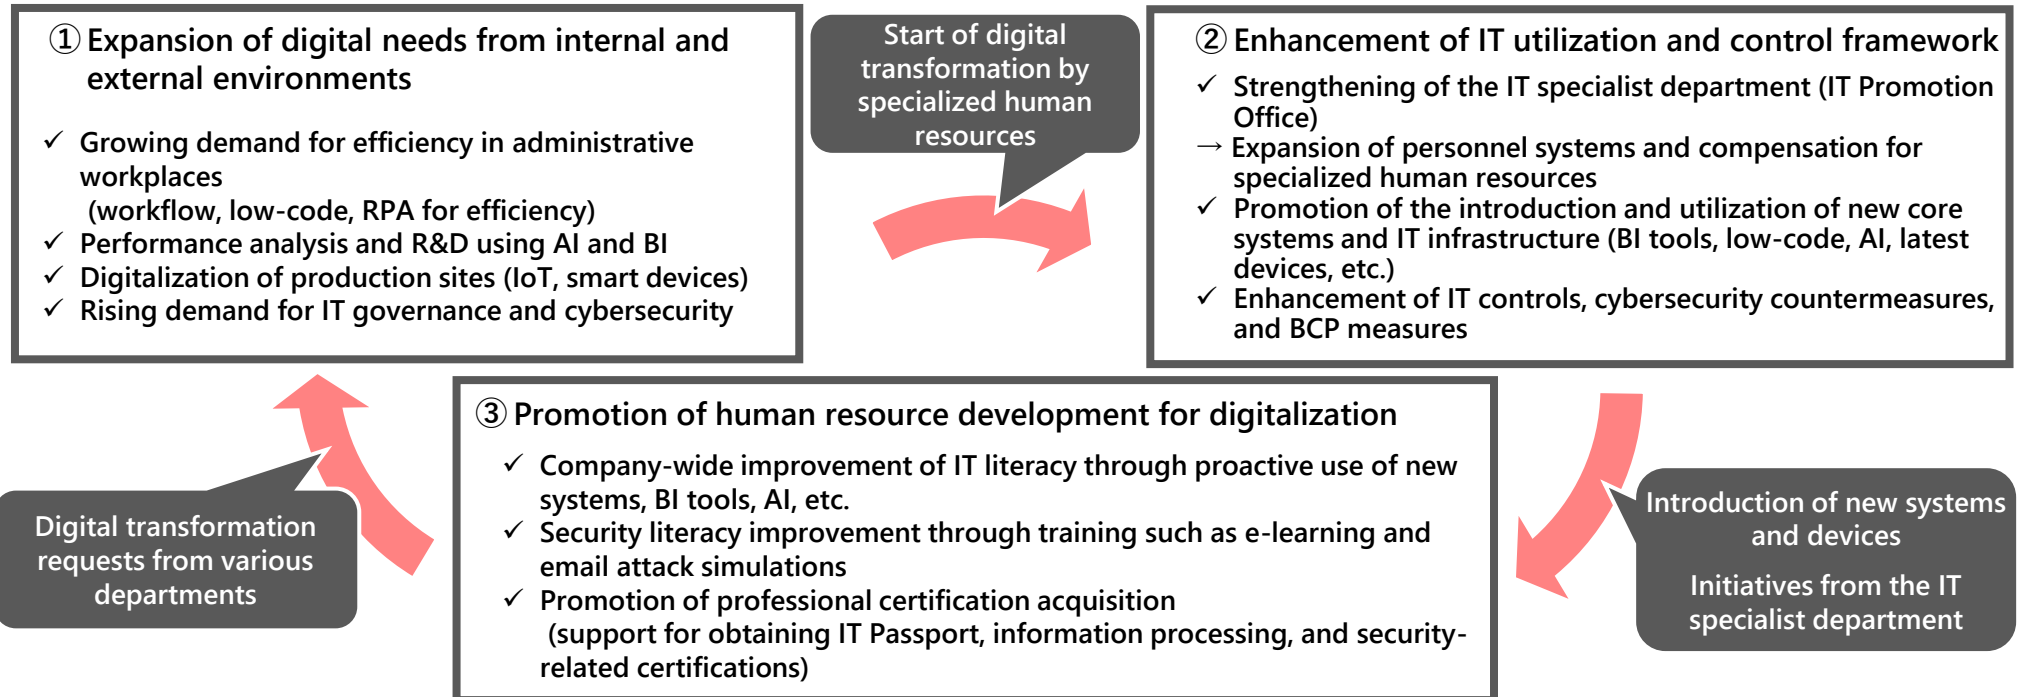 ① Expansion of digital needs from internal and
external environments
✓ Growing demand for efficiency in administrative
workplaces
(workflow, low-code, RPA for efficiency)
✓ Performance analysis and R&D using AI and BI
✓ Digitalization of production sites (IoT, smart devices)
✓ Rising demand for IT governance and cybersecurity
Start of digital
transformation by
specialized human
resources
② Enhancement of IT utilization and control framework
✓ Strengthening of the IT specialist department (IT Promotion
Office)
→ Expansion of personnel systems and compensation for
specialized human resources
✓ Promotion of the introduction and utilization of new core
systems and IT infrastructure (BI tools, low-code, AI, latest
devices, etc.)
✓ Enhancement of IT controls, cybersecurity countermeasures,
and BCP measures
Introduction of new systems
and devices
Initiatives from the IT
specialist department
③ Promotion of human resource development for digitalization
✓ Company-wide improvement of IT literacy through proactive use of new
systems, BI tools, AI, etc.
✓ Security literacy improvement through training such as e-learning and
email attack simulations
✓ Promotion of professional certification acquisition
(support for obtaining IT Passport, information processing, and security-
related certifications)
Digital transformation
requests from various
departments